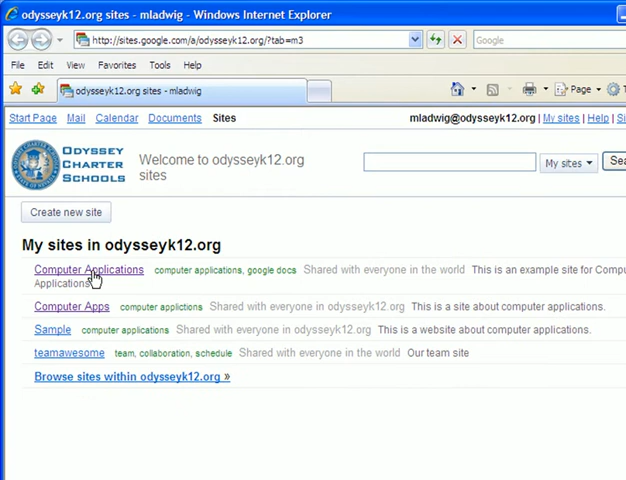 odysseyk12.org sites - mladwig - Windows Internet Explorer
http://sites.google.com/a/odysseyk12.org/?tab=m3
Google
File Edit View Favorites Tools Help
odysseyk12.org sites - mladwig
Page
Start Page Mail Calendar Documents Sites
mladwig@odysseyk12.org | My sites | Help |
ODYSSEY
CHARTER
SCHOOLS
Welcome to odysseyk12.org
sites
My sites
Create new site
My sites in odysseyk12.org
Computer Applications computer applications, google docs Shared with everyone in the world This is an example site for
Applications
Computer Apps computer applictions Shared with everyone in odysseyk12.org This is a site about computer applications.
Sample computer applications Shared with everyone in odysseyk12.org This is a website about computer applications.
teamawesome team, collaboration, schedule Shared with everyone in the world Our team site
Browse sites within odysseyk12.org »